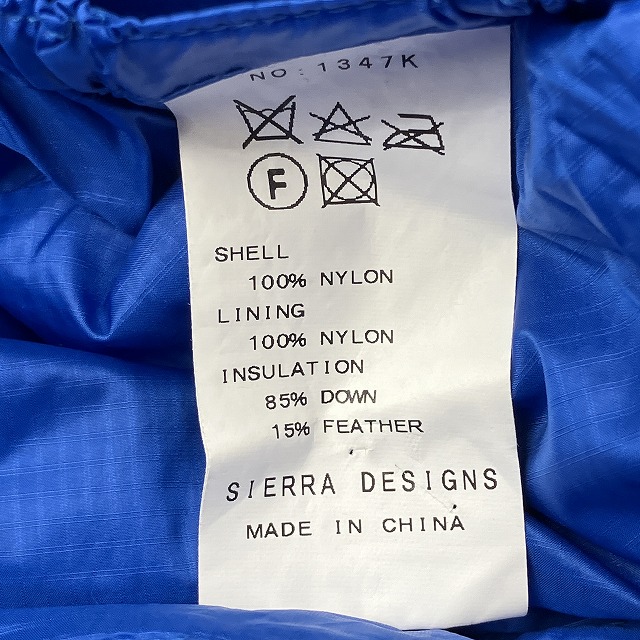 NO:1347K
F
SHELL
100% NYLON
LINING
100% NYLON
INSULATION
85% DOWN
15% FEATHER
SIERRA DESIGNS
MADE IN CHINA